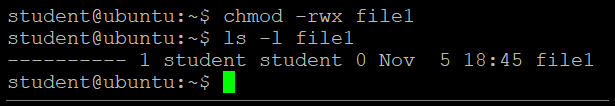 student@ubuntu:~$ chmod -rwx file1
student@ubuntu:~$ ls -l file1
---------- 1 student student 0 Nov  5 18:45 file1
student@ubuntu:~$